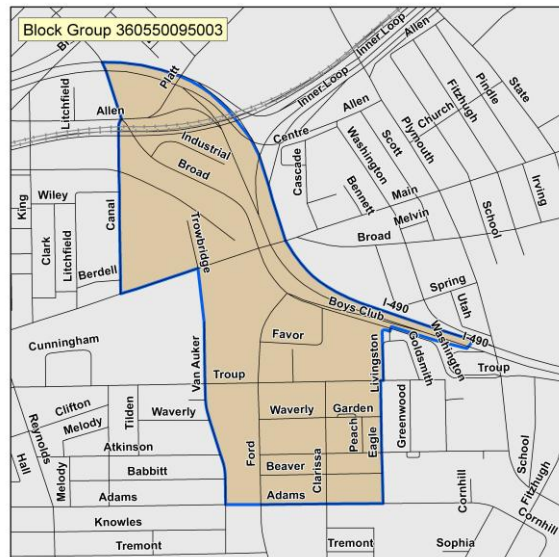 Block Group 360550095003
Platt
Inner Loop
Allen
Inner Loop
Litchfield
Allen
Industrial
Broad
Centre
Allen
Cascade
Washington
Scott
Plymouth
Church
Fitzhugh
Pindle
State
King
Wiley
Clark
Litchfield
Canal
Berdell
Trowbridge
Bennett
Main
Melvin
Broad
School
Irving
Spring
Utah
I-490
Boys Club
I-490
Washington
Goldsmith
Troup
Livingston
Favor
Cunningham
Van Auker
Troup
Reynolds
Clifton
Melody
Tilden
Waverly
Waverly
Garden
Peach
Eagle
Greenwood
Hall
Atkinson
Ford
Clarissa
Melody
Babbitt
Beaver
Adams
Adams
Cornhill
School
Fitzhugh
Cornhill
Knowles
Tremont
Tremont
Sophia